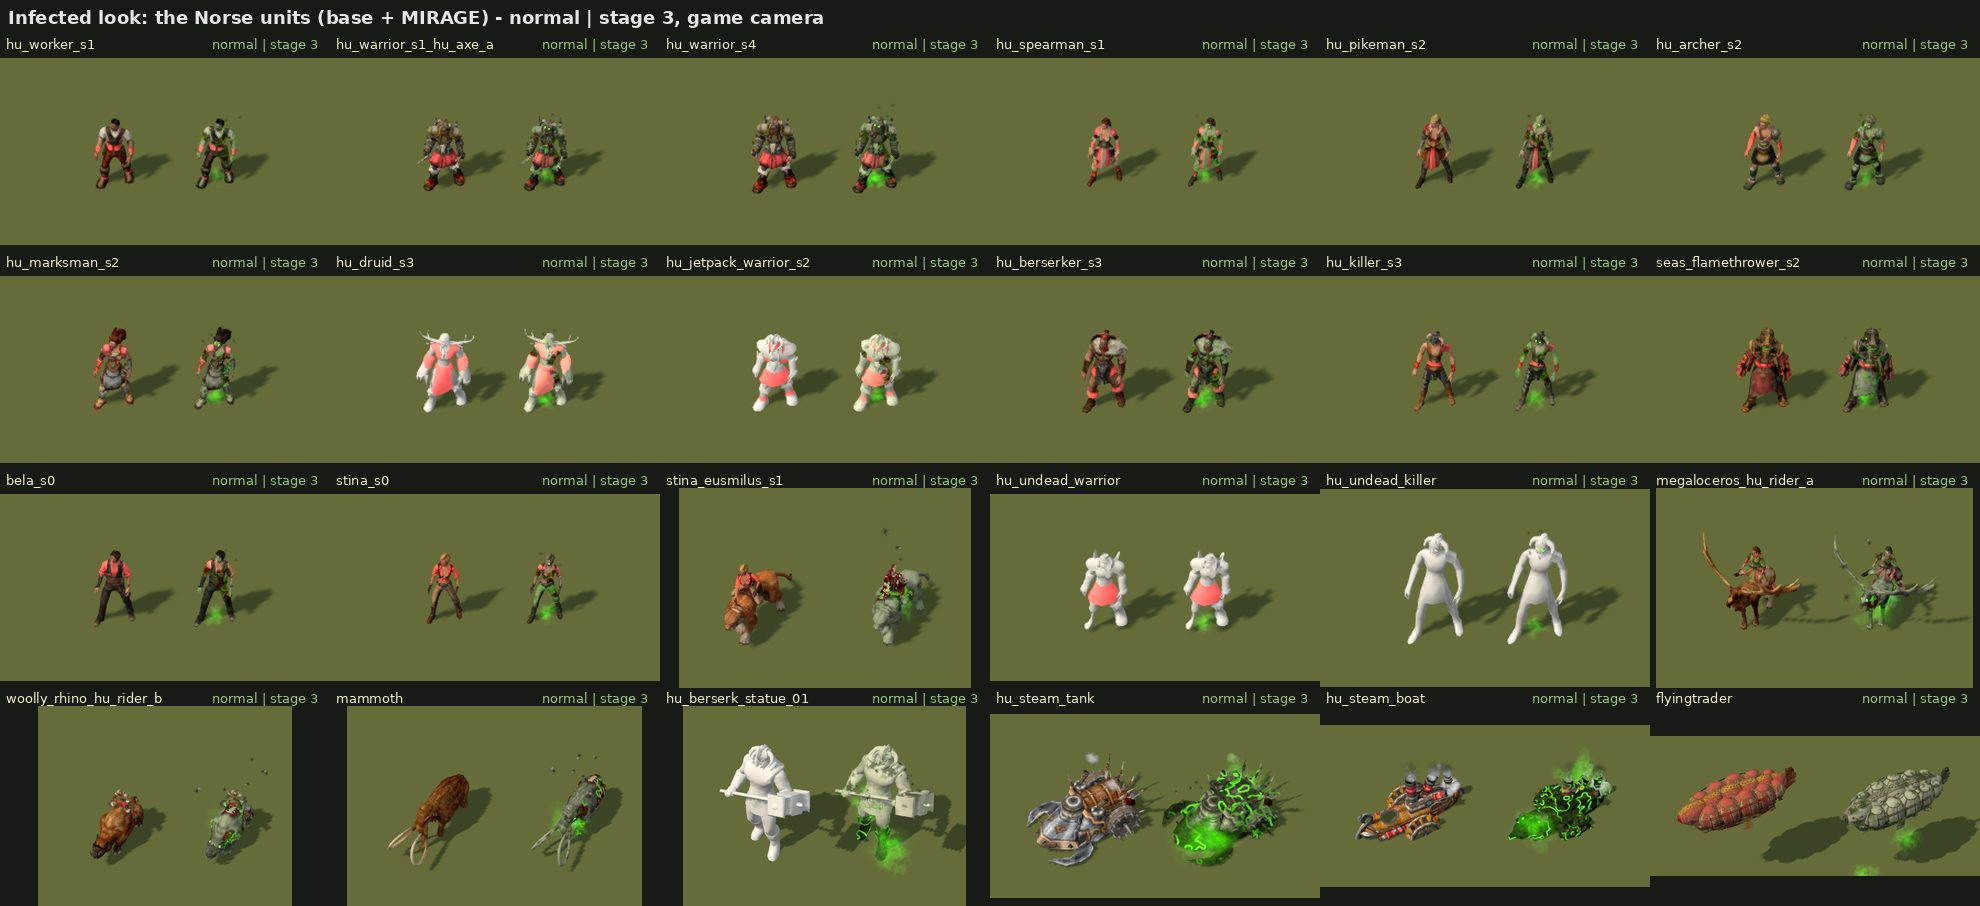 Infected look: the Norse units (base + MIRAGE) - normal | stage 3, game camera
hu_worker_s1 normal | stage 3 hu_warrior_s1_hu_axe_a normal | stage 3 hu_warrior_s4 normal | stage 3 hu_spearman_s1 normal | stage 3 hu_pikeman_s2 normal | stage 3 hu_archer_s2 normal | stage 3
hu_marksman_s2 normal | stage 3 hu_druid_s3 normal | stage 3 hu_jetpack_warrior_s2 normal | stage 3 hu_berserker_s3 normal | stage 3 hu_killer_s3 normal | stage 3 seas_flamethrower_s2 normal | stage 3
bela_s0 normal | stage 3 stina_s0 normal | stage 3 stina_eusmilus_s1 normal | stage 3 hu_undead_warrior normal | stage 3 hu_undead_killer normal | stage 3 megaloceros_hu_rider_a normal | stage 3
woolly_rhino_hu_rider_b normal | stage 3 mammoth normal | stage 3 hu_berserk_statue_01 normal | stage 3 hu_steam_tank normal | stage 3 hu_steam_boat normal | stage 3 flyingtrader normal | stage 3